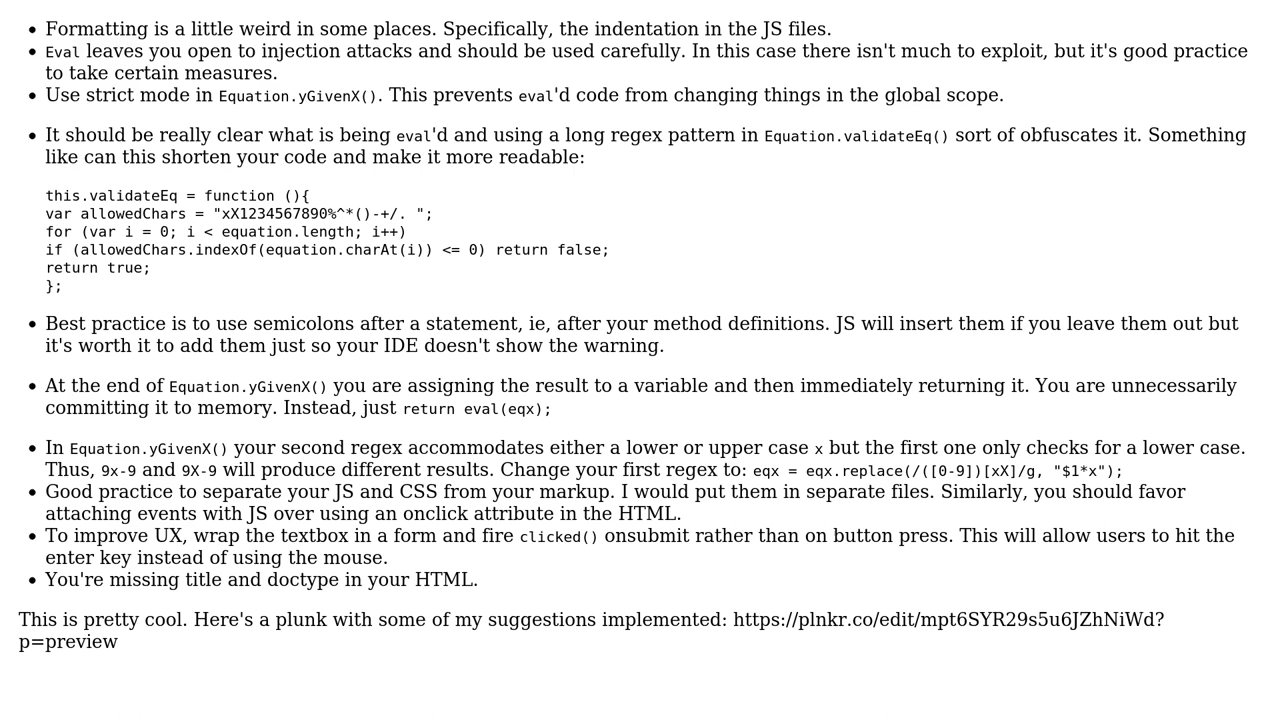 Formatting is a little weird in some places. Specifically, the indentation in the JS files.
Eval leaves you open to injection attacks and should be used carefully. In this case there isn't much to exploit, but it's good practice
to take certain measures.
Use strict mode in Equation.yGivenX(). This prevents eval'd code from changing things in the global scope.
It should be really clear what is being eval'd and using a long regex pattern in Equation.validateEq() sort of obfuscates it. Something
like can this shorten your code and make it more readable:
this.validateEq = function (){
var allowedChars = "xX1234567890%^*()-+/. ";
for (var i = 0; i < equation.length; i++)
if (allowedChars.indexOf(equation.charAt(i)) <= 0) return false;
return true;
};
Best practice is to use semicolons after a statement, ie, after your method definitions. JS will insert them if you leave them out but
it's worth it to add them just so your IDE doesn't show the warning.
At the end of Equation.yGivenX() you are assigning the result to a variable and then immediately returning it. You are unnecessarily
committing it to memory. Instead, just return eval(eqx);
In Equation.yGivenX() your second regex accommodates either a lower or upper case x but the first one only checks for a lower case.
Thus, 9x-9 and 9X-9 will produce different results. Change your first regex to: eqx = eqx.replace(/([0-9])[xX]/g, "$1*x");
Good practice to separate your JS and CSS from your markup. I would put them in separate files. Similarly, you should favor
attaching events with JS over using an onclick attribute in the HTML.
To improve UX, wrap the textbox in a form and fire clicked() onsubmit rather than on button press. This will allow users to hit the
enter key instead of using the mouse.
You're missing title and doctype in your HTML.
This is pretty cool. Here's a plunk with some of my suggestions implemented: https://plnkr.co/edit/mpt6SYR29s5u6JZhNiWd?
p=preview